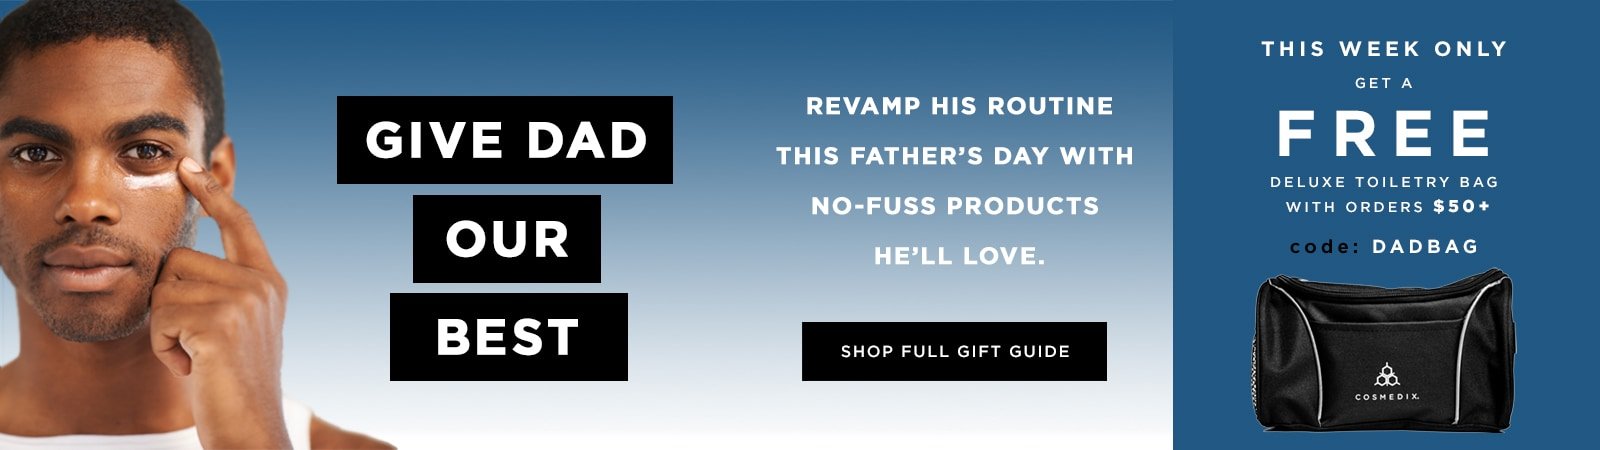 GIVE DAD
OUR
BEST
REVAMP HIS ROUTINE
THIS FATHER'S DAY WITH
NO-FUSS PRODUCTS
HE'LL LOVE.
SHOP FULL GIFT GUIDE
THIS WEEK ONLY
GET A
FREE
DELUXE TOILETRY BAG
WITH ORDERS $50+
code: DADBAG
COSMEDIX